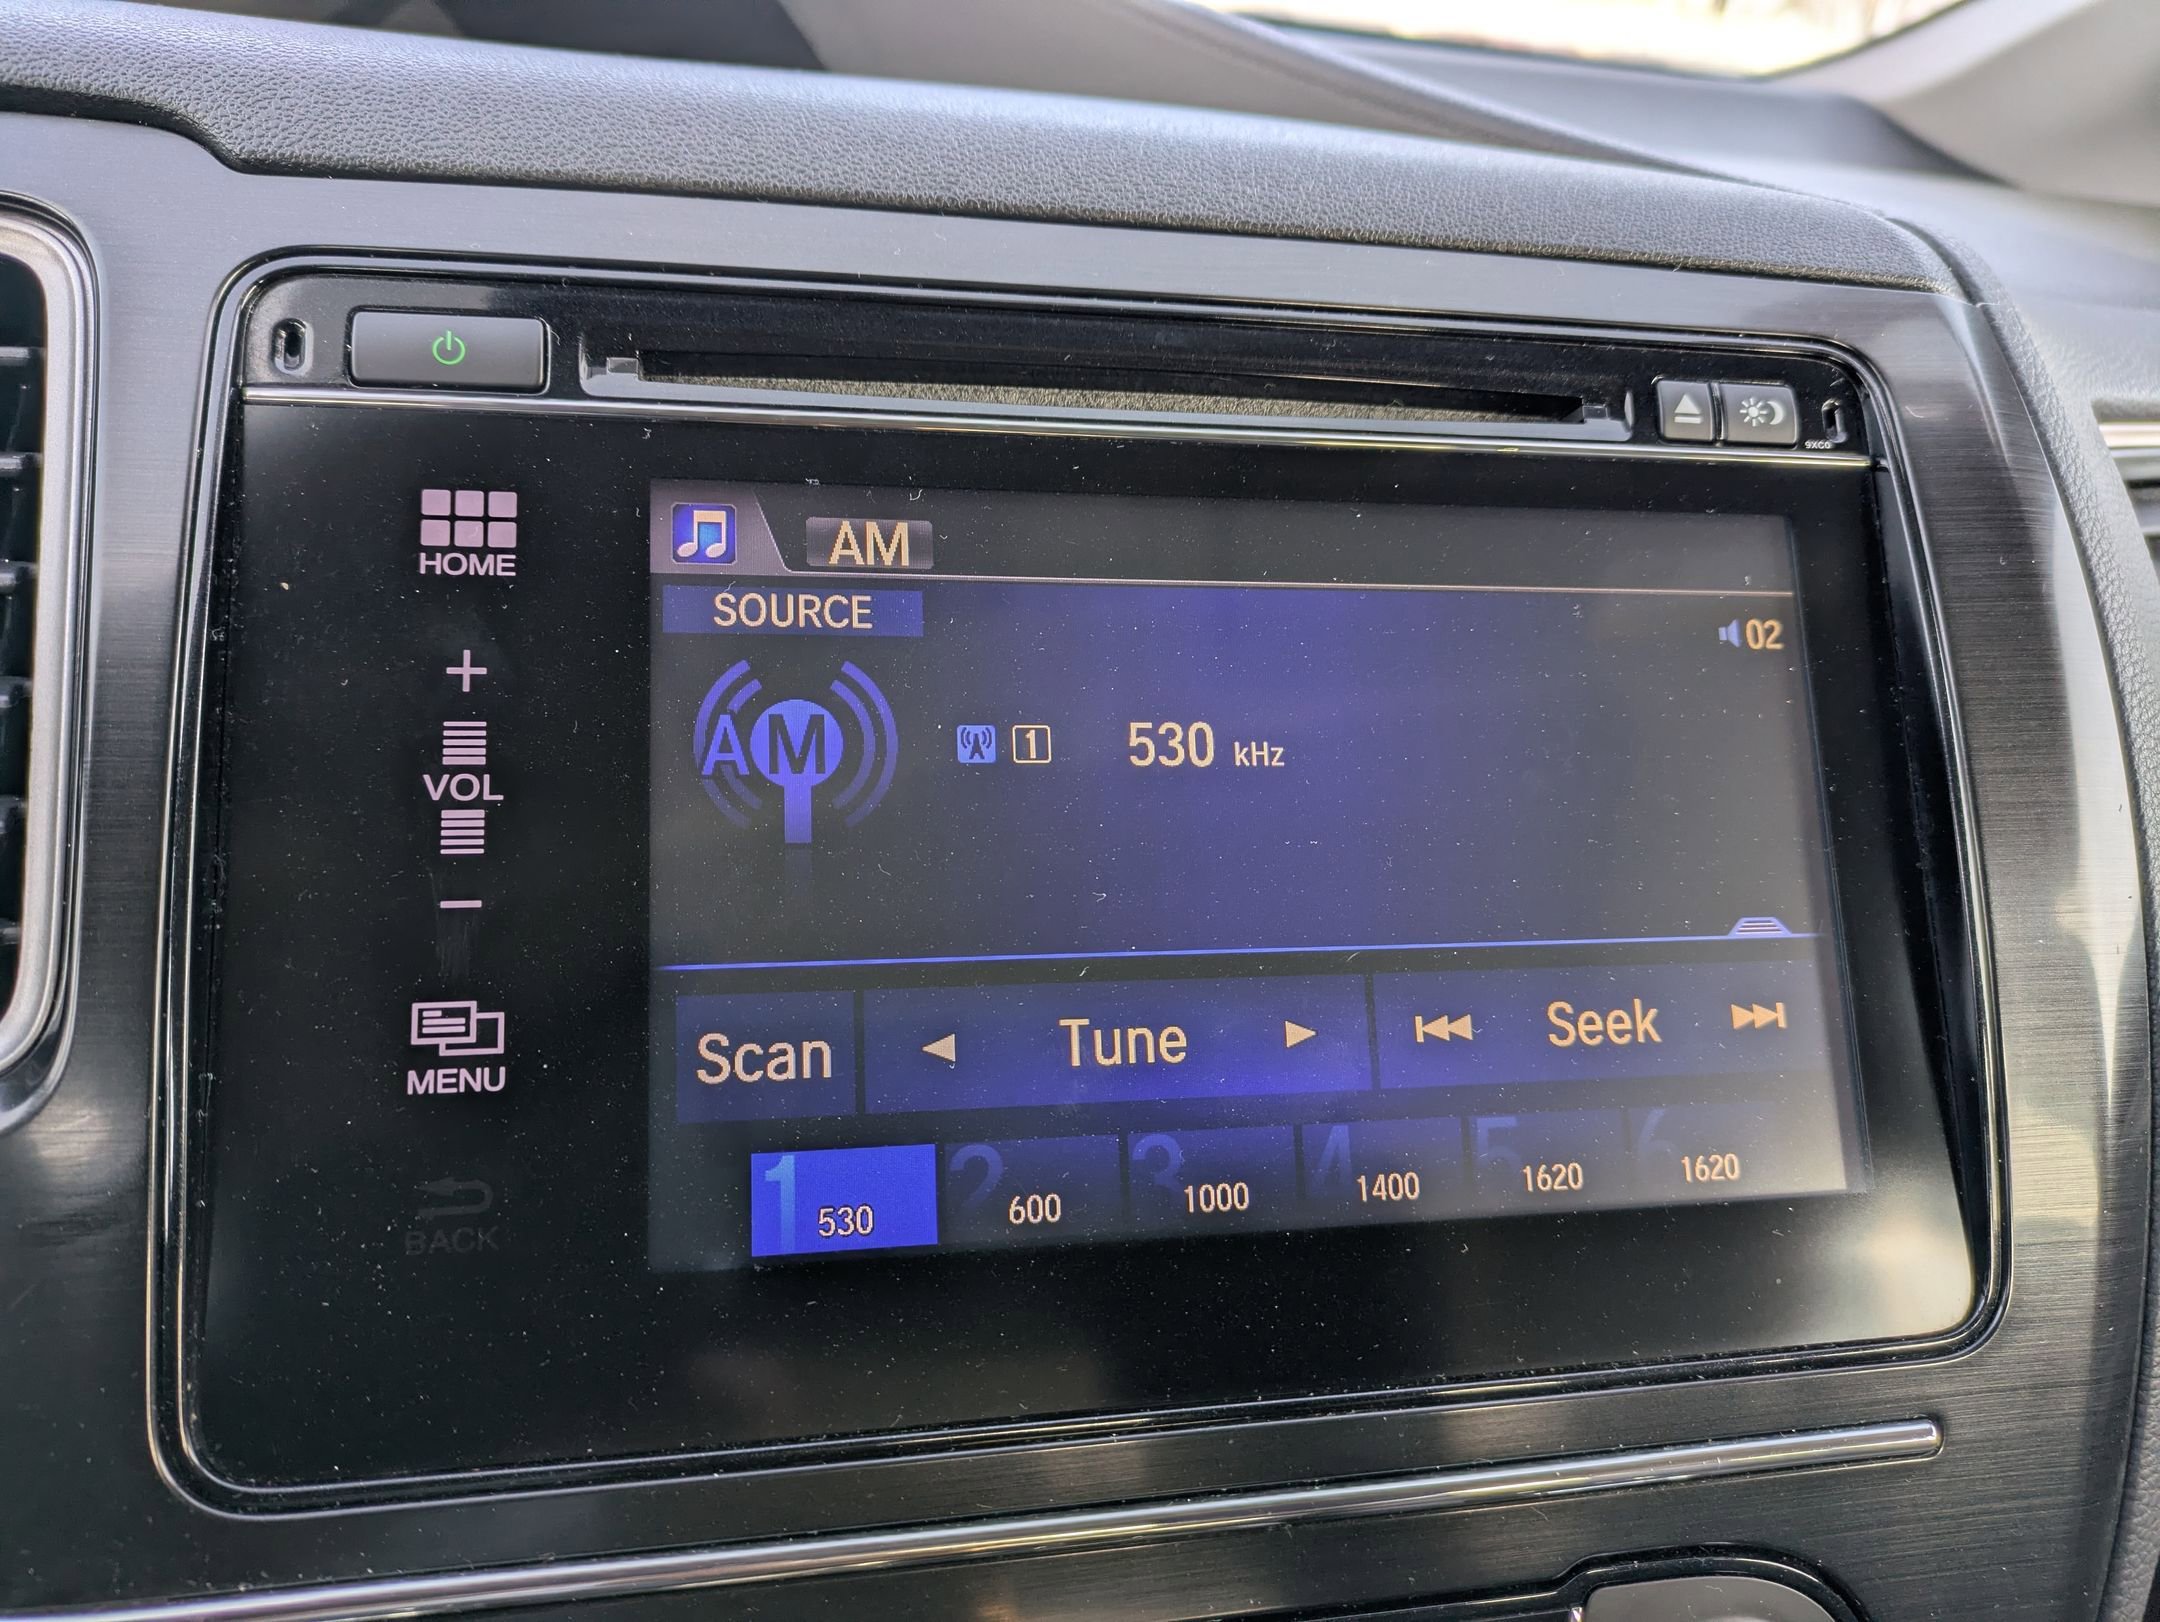 9XC0
HOME
AM
SOURCE
02
+
AM
1
530 kHz
VOL
−
Scan
Tune
Seek
MENU
1
530
2
600
3
1000
4
1400
5
1620
6
1620
BACK